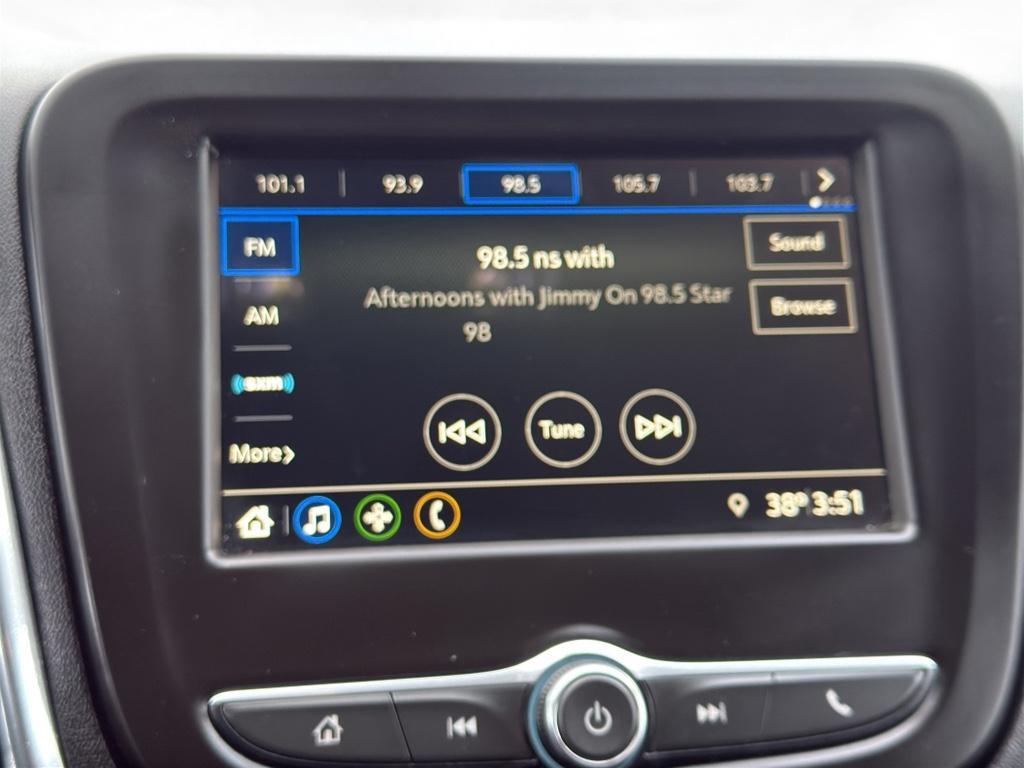 101.1 93.9 98.5 105.7 103.7
FM
98.5 ns with
Sound
Afternoons with Jimmy On 98.5 Star
98
Browse
AM
sxm
More
Tune
38° 3:51